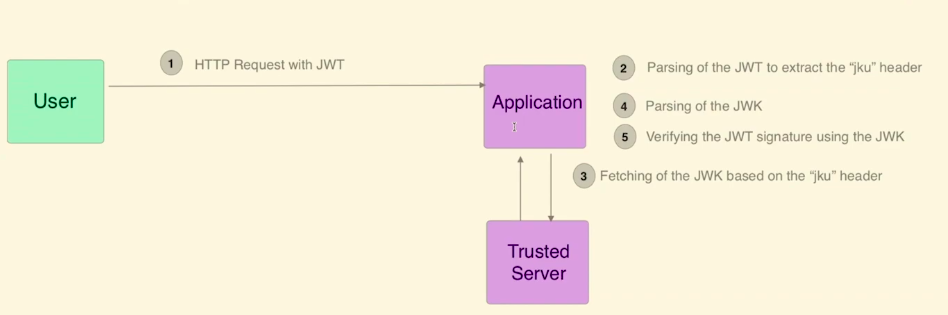 1 HTTP Request with JWT
User
Application
2 Parsing of the JWT to extract the “jku” header
4 Parsing of the JWK
5 Verifying the JWT signature using the JWK
3 Fetching of the JWK based on the “jku” header
Trusted
Server